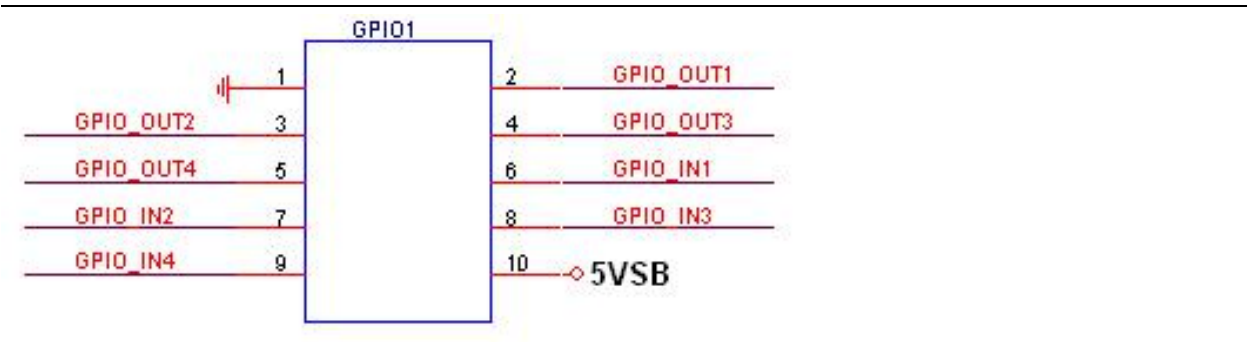 GPIO1
1 2 GPIO_OUT1
GPIO_OUT2 3 4 GPIO_OUT3
GPIO_OUT4 5 6 GPIO_IN1
GPIO_IN2 7 8 GPIO_IN3
GPIO_IN4 9 10 5VSB